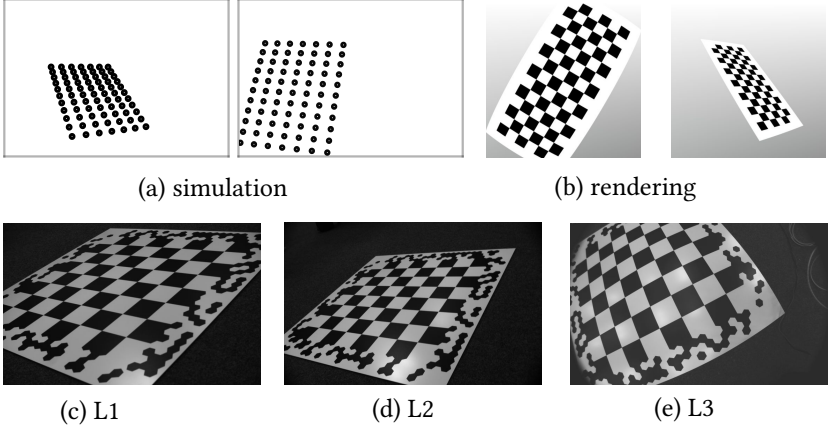 (a) simulation
(b) rendering
(c) L1
(d) L2
(e) L3